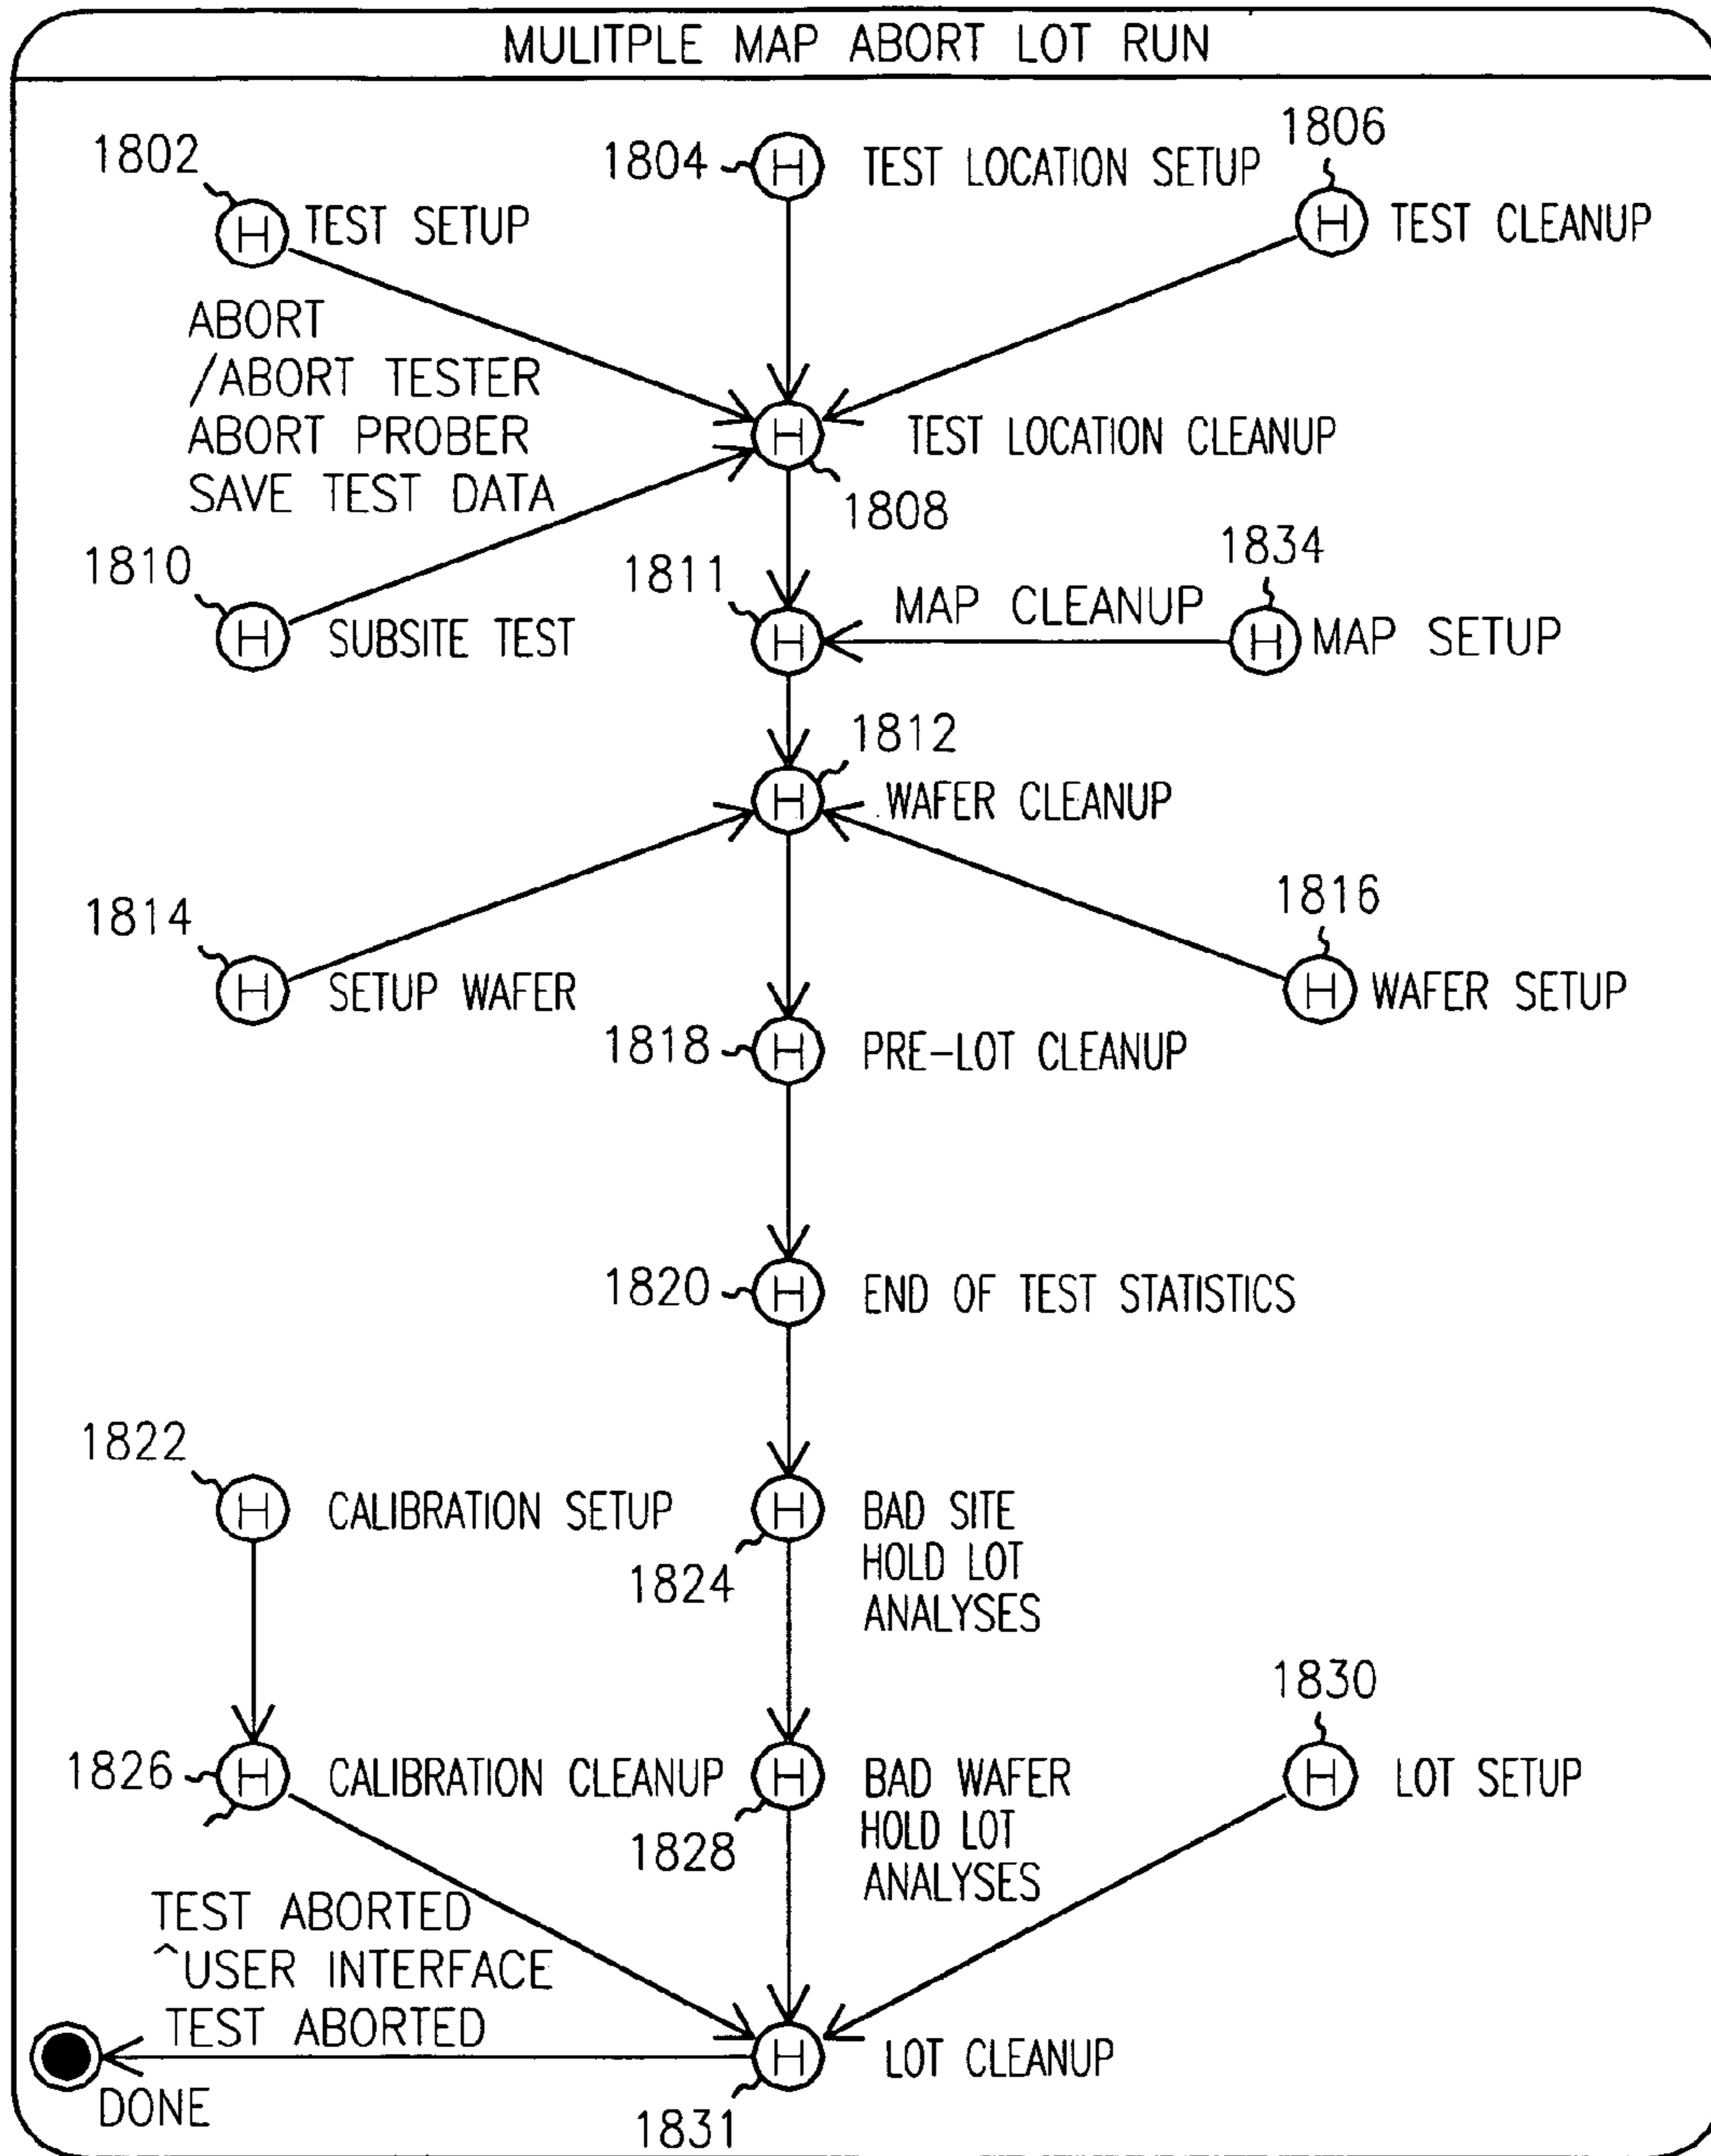 MULITPLE MAP ABORT LOT RUN
1802
H TEST SETUP
1804 H TEST LOCATION SETUP
1806
H TEST CLEANUP
ABORT
/ABORT TESTER
ABORT PROBER
SAVE TEST DATA
H TEST LOCATION CLEANUP
1808
1810
H SUBSITE TEST
1811
H
MAP CLEANUP
1834
H MAP SETUP
1812
H WAFER CLEANUP
1814
H SETUP WAFER
1816
H WAFER SETUP
1818 H PRE-LOT CLEANUP
1820 H END OF TEST STATISTICS
1822
H CALIBRATION SETUP
H BAD SITE
HOLD LOT
ANALYSES
1824
1826 H CALIBRATION CLEANUP
H BAD WAFER
HOLD LOT
ANALYSES
1828
1830
H LOT SETUP
TEST ABORTED
^USER INTERFACE
TEST ABORTED
DONE
H LOT CLEANUP
1831